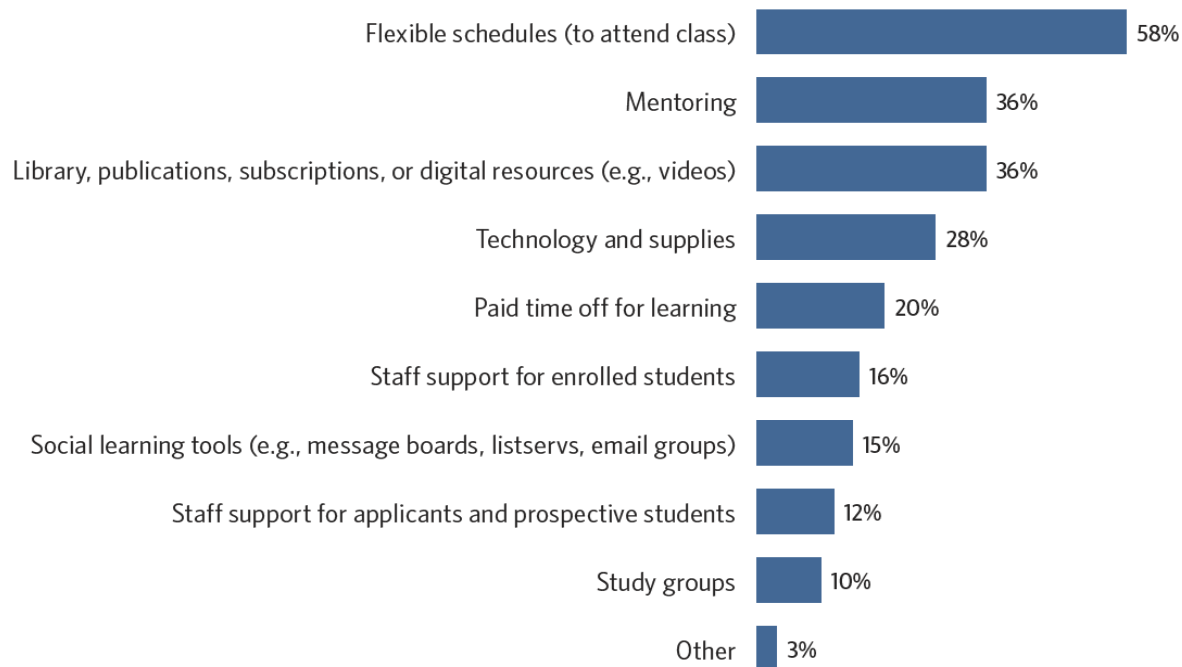 Flexible schedules (to attend class) 58%
Mentoring 36%
Library, publications, subscriptions, or digital resources (e.g., videos) 36%
Technology and supplies 28%
Paid time off for learning 20%
Staff support for enrolled students 16%
Social learning tools (e.g., message boards, listservs, email groups) 15%
Staff support for applicants and prospective students 12%
Study groups 10%
Other 3%